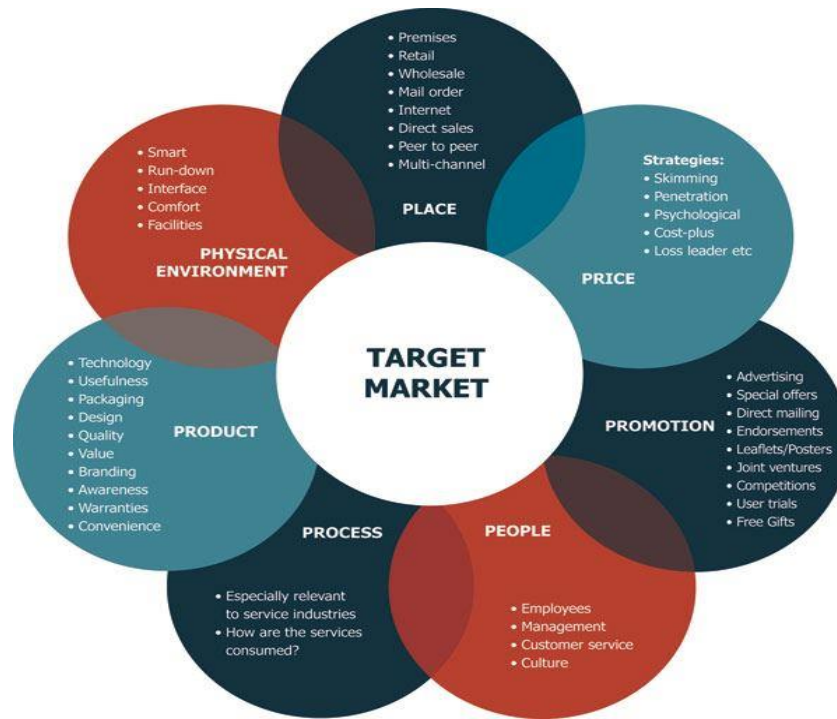 • Premises
• Retail
• Wholesale
• Mail order
• Internet
• Direct sales
• Peer to peer
• Multi-channel
PLACE
Strategies:
• Skimming
• Penetration
• Psychological
• Cost-plus
• Loss leader etc
PRICE
• Advertising
• Special offers
• Direct mailing
• Endorsements
• Leaflets/Posters
• Joint ventures
• Competitions
• User trials
• Free Gifts
PROMOTION
PEOPLE
• Employees
• Management
• Customer service
• Culture
PROCESS
• Especially relevant
to service industries
• How are the services
consumed?
• Technology
• Usefulness
• Packaging
• Design
• Quality
• Value
• Branding
• Awareness
• Warranties
• Convenience
PRODUCT
• Smart
• Run-down
• Interface
• Comfort
• Facilities
PHYSICAL
ENVIRONMENT
TARGET
MARKET